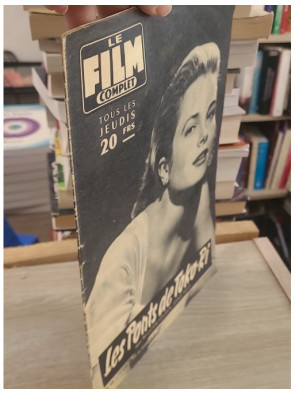 LE
FILM
COMPLET
TOUS LES
JEUDIS
20 FRS
Les Ponts de Toko-Ri